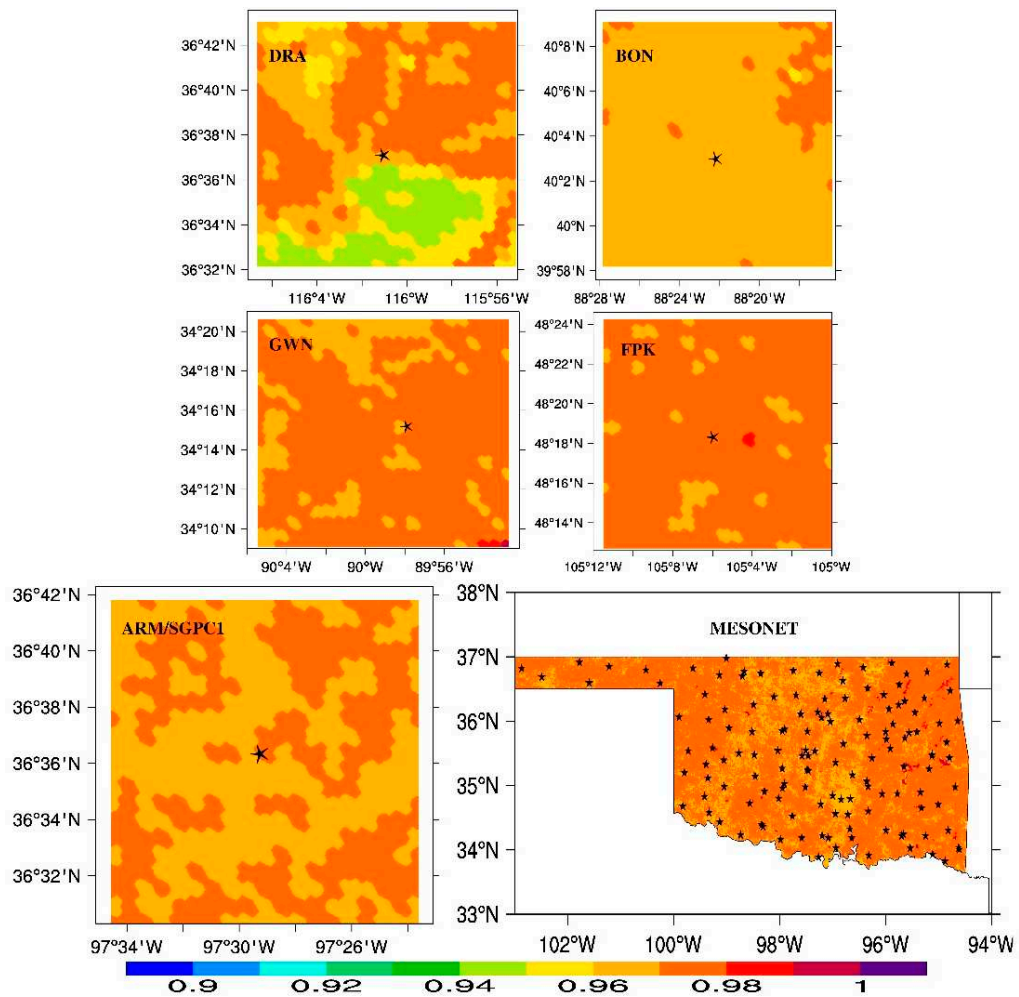 DRA
36°42'N
36°40'N
36°38'N
36°36'N
36°34'N
36°32'N
116°4'W 116°W 115°56'W
BON
40°8'N
40°6'N
40°4'N
40°2'N
40°N
39°58'N
88°28'W 88°24'W 88°20'W
GWN
34°20'N
34°18'N
34°16'N
34°14'N
34°12'N
34°10'N
90°4'W 90°W 89°56'W
FPK
48°24'N
48°22'N
48°20'N
48°18'N
48°16'N
48°14'N
105°12'W 105°8'W 105°4'W 105°W
ARM/SGPC1
36°42'N
36°40'N
36°38'N
36°36'N
36°34'N
36°32'N
97°34'W 97°30'W 97°26'W
MESONET
38°N
37°N
36°N
35°N
34°N
33°N
102°W 100°W 98°W 96°W 94°W
0.9 0.92 0.94 0.96 0.98 1